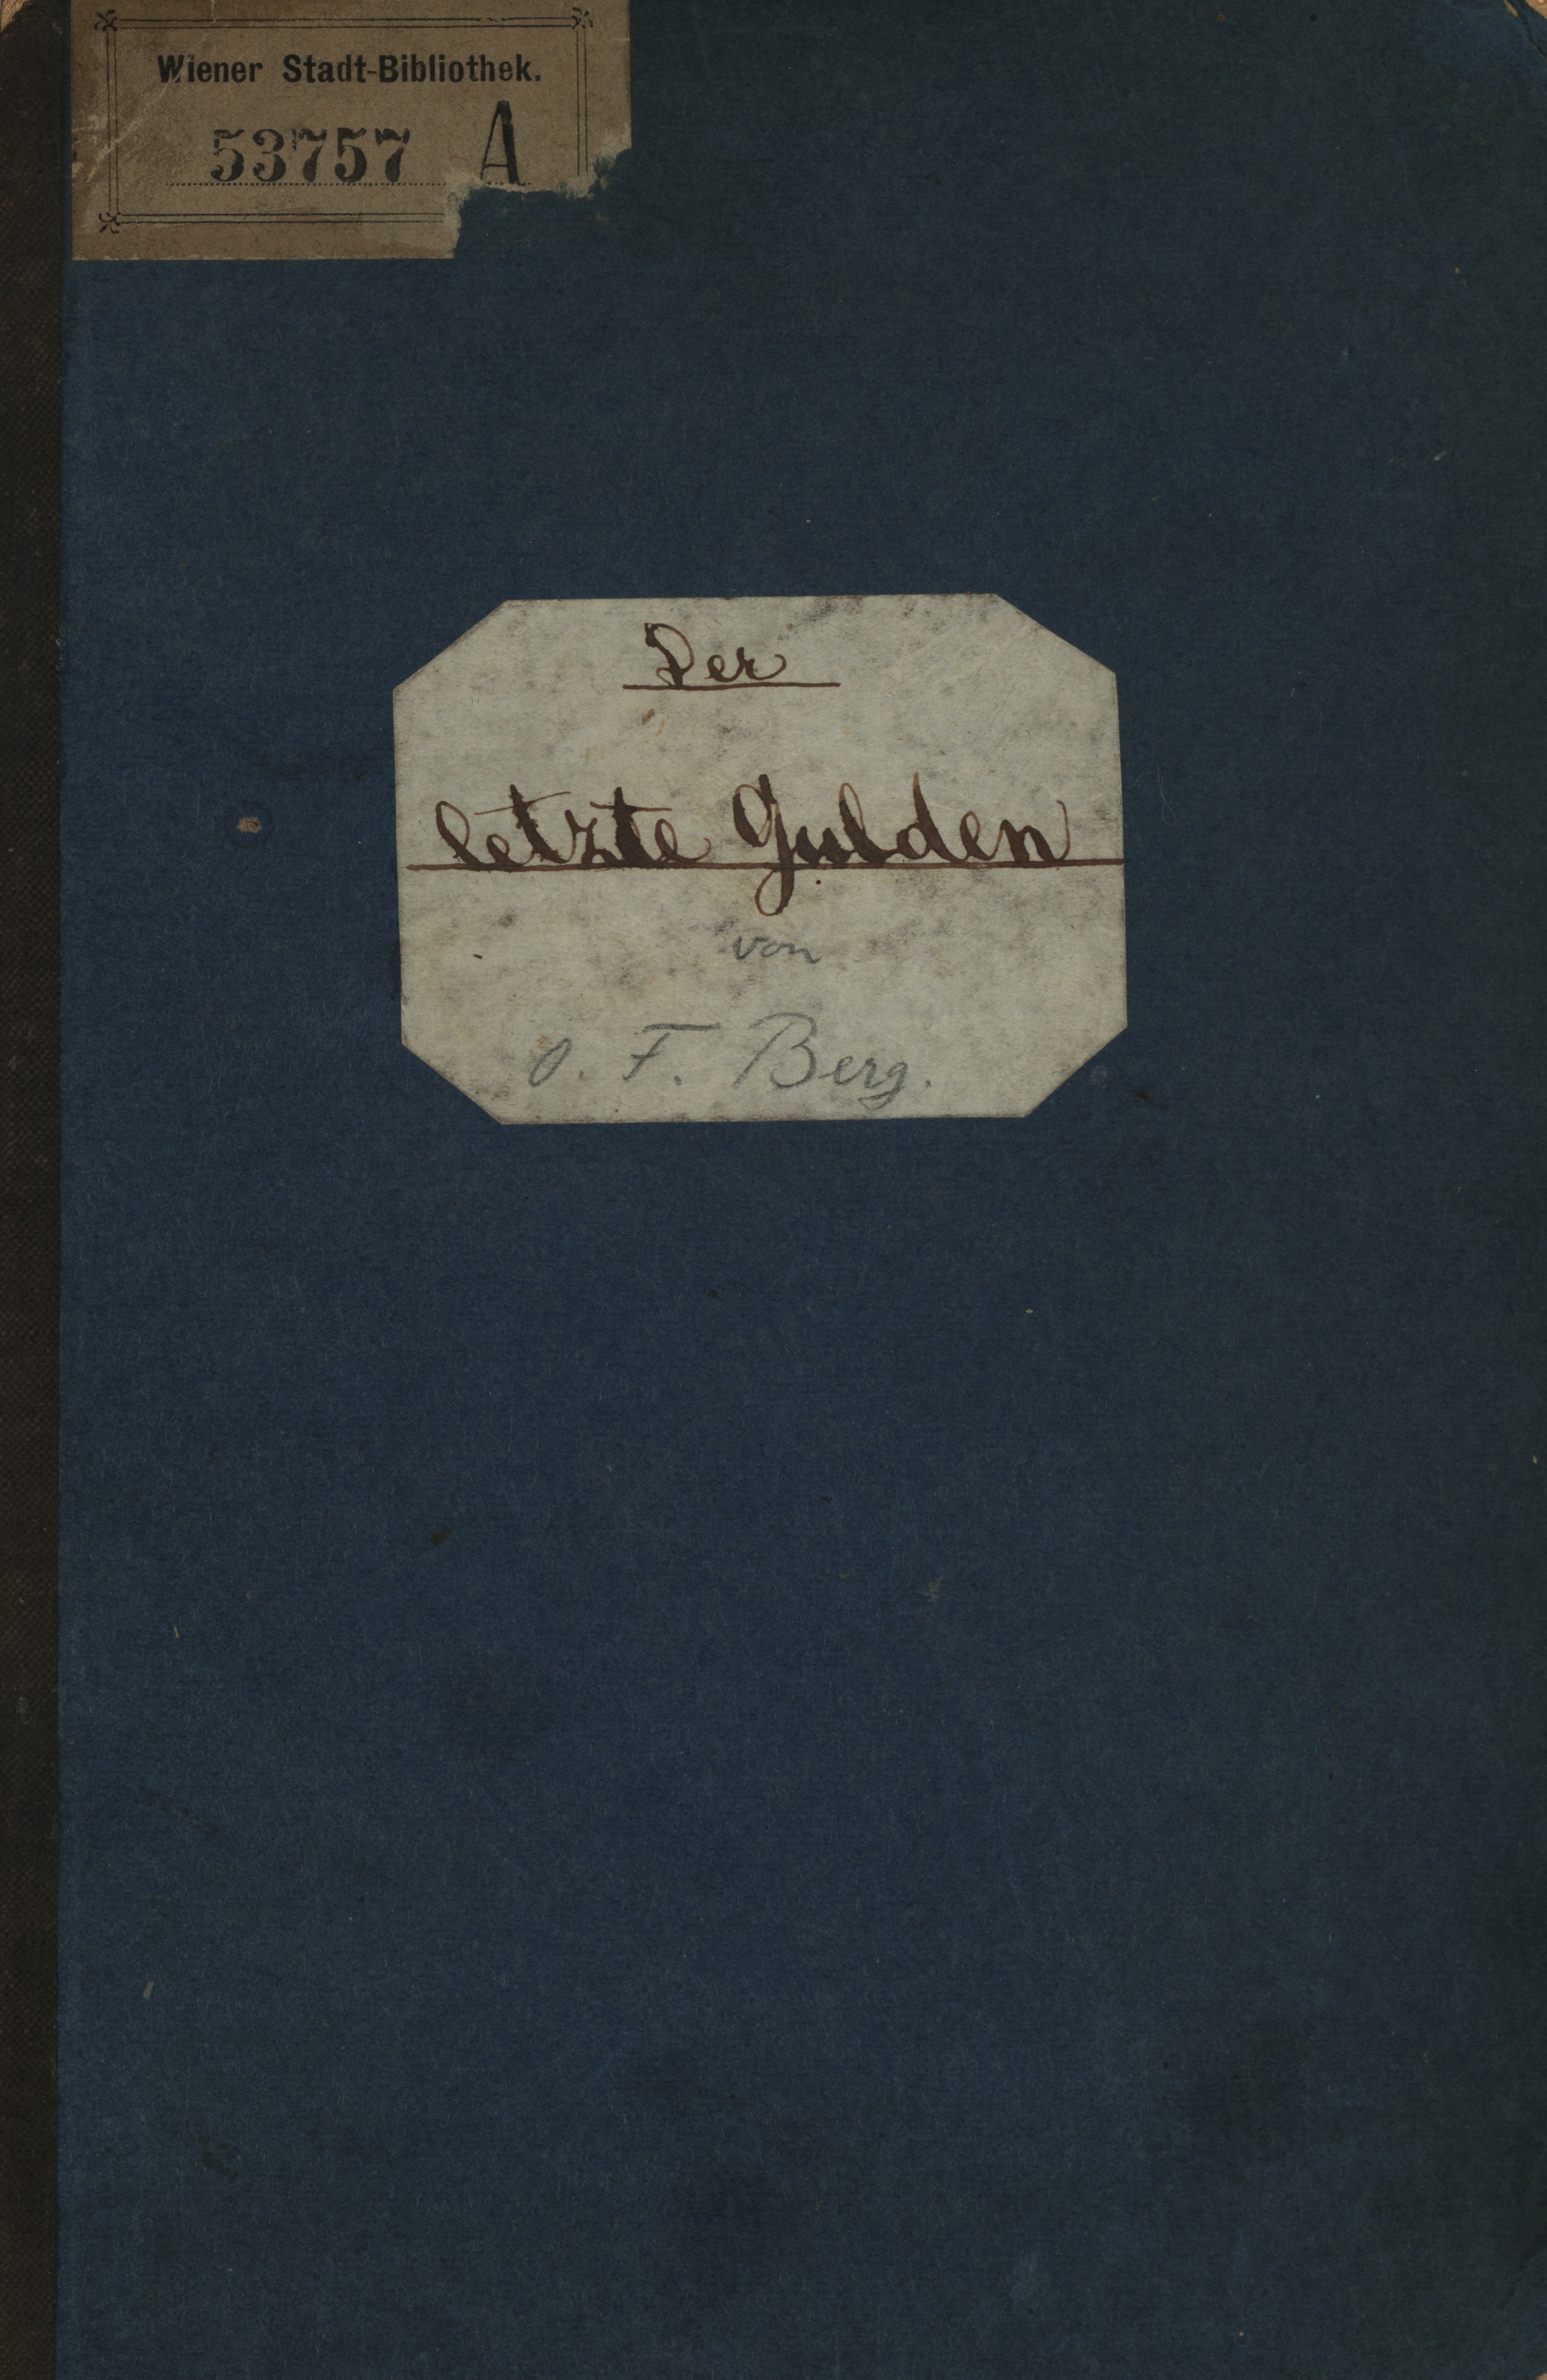 Wiener Stadt-Bibliothek.
53757 A
Der
letzte Gulden
von
O. F. Berg.